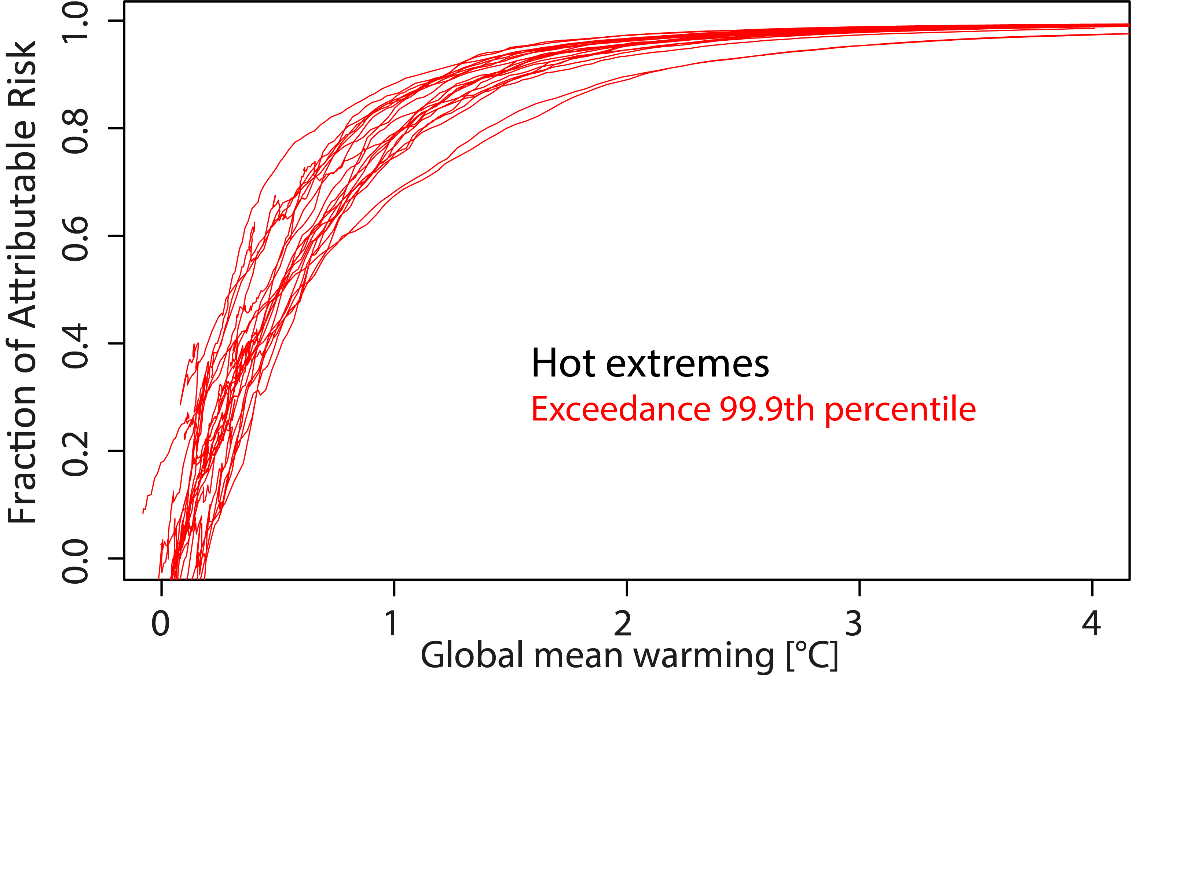 Fraction of Attributable Risk
1.0
0.8
0.6
0.4
0.2
0.0
Hot extremes
Exceedance 99.9th percentile
0 1 2 3 4
Global mean warming [°C]